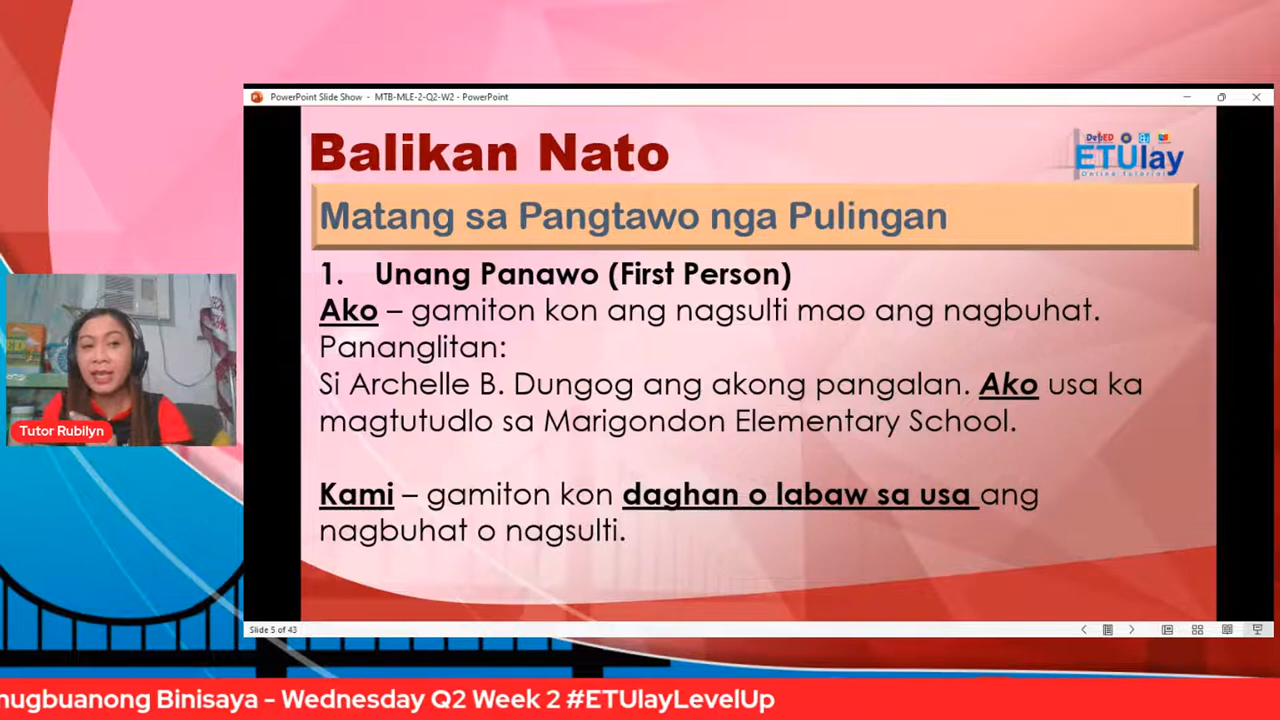 PowerPoint Slide Show - MTB-MLE-2-Q2-W2 - PowerPoint
Balikan Nato
DepED
ETUlay
Online Tutorial
Matang sa Pangtawo nga Pulingan
1. Unang Panawo (First Person)
Ako – gamiton kon ang nagsulti mao ang nagbuhat.
Pananglitan:
Si Archelle B. Dungog ang akong pangalan. Ako usa ka
magtutudlo sa Marigondon Elementary School.
Kami – gamiton kon daghan o labaw sa usa ang
nagbuhat o nagsulti.
Tutor Rubilyn
Slide 5 of 43
nugbuanong Binisaya - Wednesday Q2 Week 2 #ETUlayLevelUp